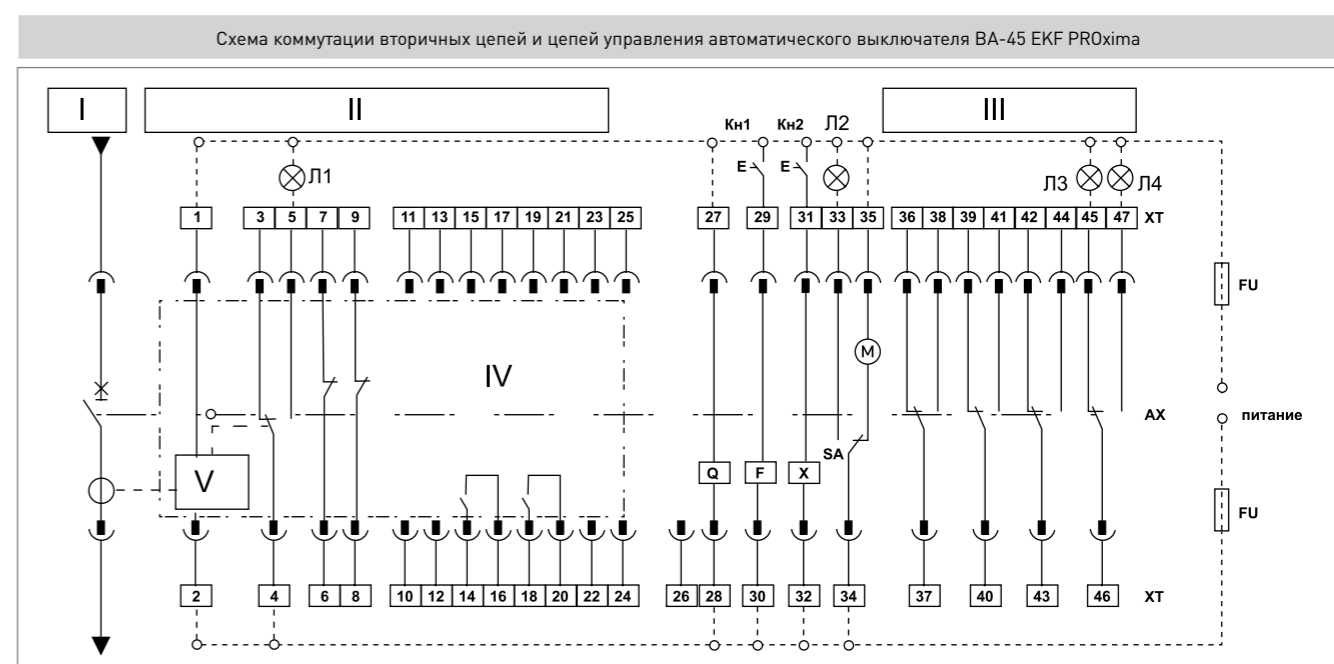 Схема коммутации вторичных цепей и цепей управления автоматического выключателя ВА-45 EKF PROxima
I II III
Кн1 Кн2 Л2
E E
Л1 Л3 Л4
1 3 5 7 9 11 13 15 17 19 21 23 25 27 29 31 33 35 36 38 39 41 42 44 45 47 XT
FU
M
IV
AX питание
SA
V Q F X
FU
2 4 6 8 10 12 14 16 18 20 22 24 26 28 30 32 34 37 40 43 46 XT